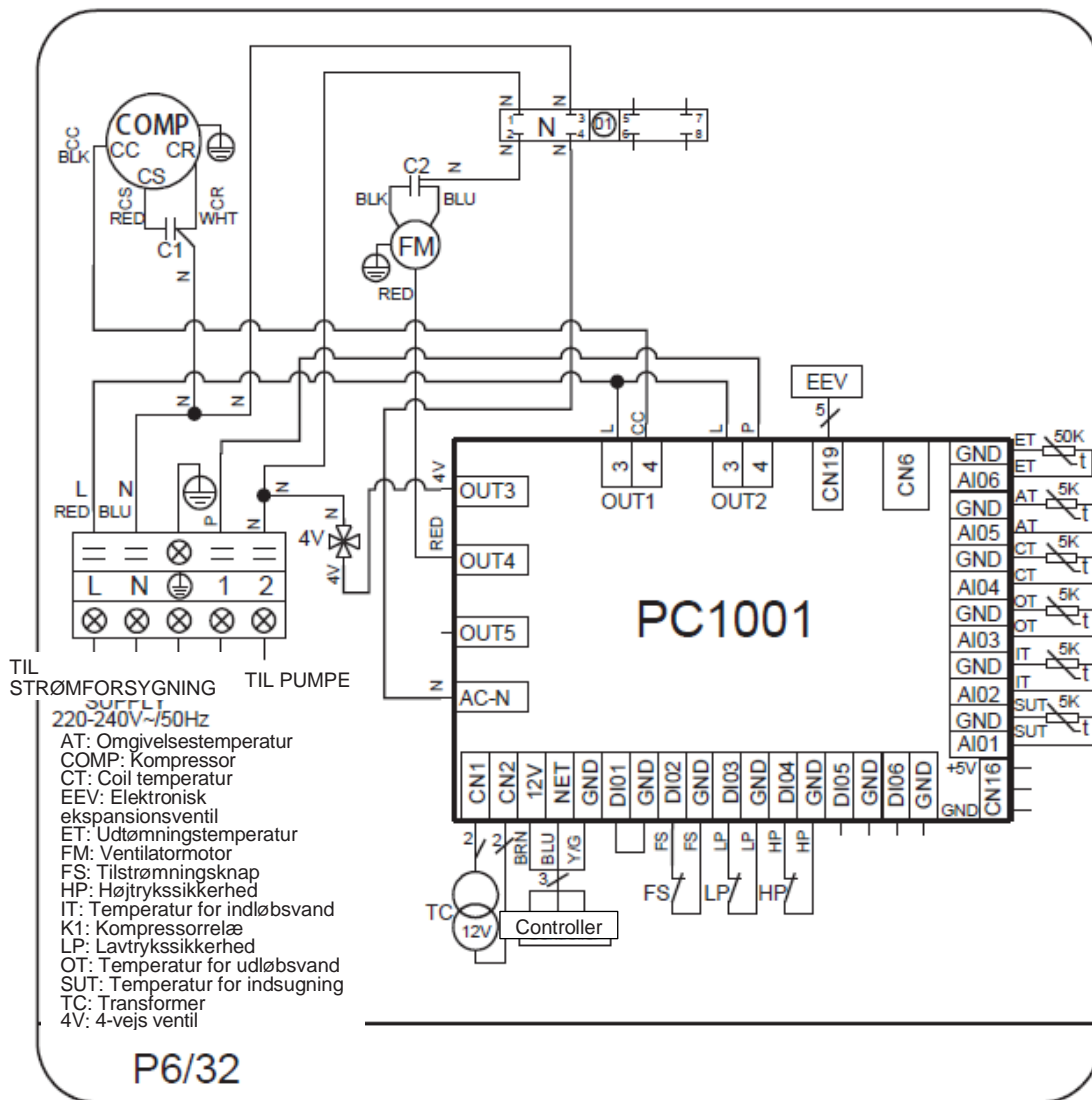 COMP
CC CR
CS
CC
BLK
CS
RED
CR
WHT
C1
N
N
N
1 N 3
2 4
01
5 7
6 8
N
N
C2
N
BLK BLU
FM
RED
N
N
N
L N
RED BLU
P
N
N
N
4V
4V
4V
RED
N
L N 1 2
TIL
STRØMFORSYGNING
TIL PUMPE
SUPPLY
220-240V~/50Hz
L
CC
L
P
EEV
5
3 4
OUT1
3 4
OUT2
CN19
CN6
OUT3
OUT4
OUT5
AC-N
PC1001
GND
AI06
GND
AI05
GND
AI04
GND
AI03
GND
AI02
GND
AI01
+5V
GND
CN16
ET 50K
ET t
AT 5K
AT t
CT 5K
CT t
OT 5K
OT t
IT 5K
IT t
SUT 5K
SUT t
CN1 CN2 12V NET GND DI01 GND DI02 GND DI03 GND DI04 GND DI05 GND DI06 GND
2 2 BRN BLU Y/G FS FS LP LP HP HP
3
TC
12V
Controller
FS LP HP
AT: Omgivelsestemperatur
COMP: Kompressor
CT: Coil temperatur
EEV: Elektronisk
ekspansionsventil
ET: Udtømningstemperatur
FM: Ventilatormotor
FS: Tilstrømningsknap
HP: Højtrykssikkerhed
IT: Temperatur for indløbsvand
K1: Kompressorrelæ
LP: Lavtrykssikkerhed
OT: Temperatur for udløbsvand
SUT: Temperatur for indsugning
TC: Transformer
4V: 4-vejs ventil
P6/32